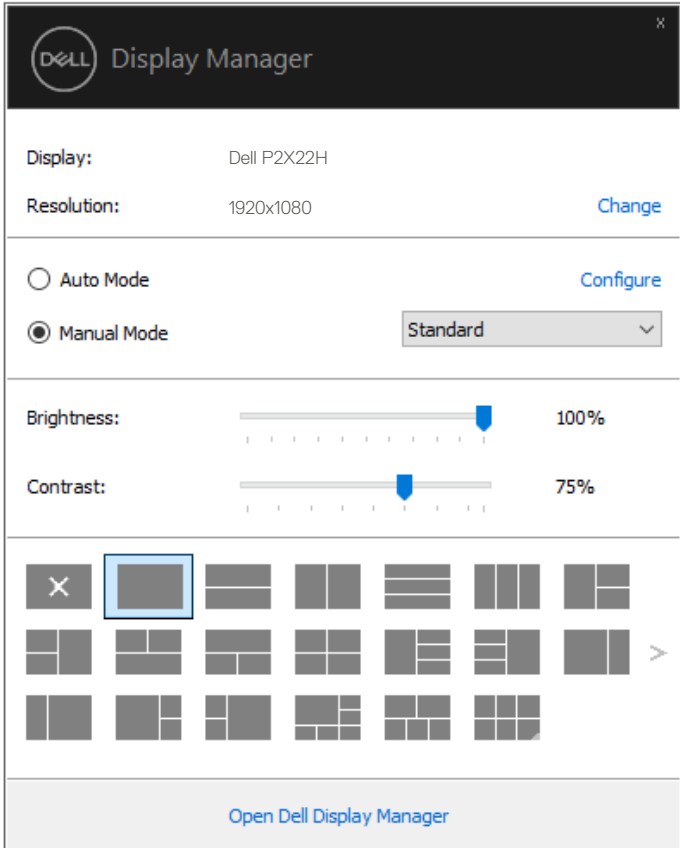 x
DELL Display Manager
Display: Dell P2X22H
Resolution: 1920x1080 Change
Auto Mode Configure
Manual Mode Standard
Brightness: 100%
Contrast: 75%
Open Dell Display Manager